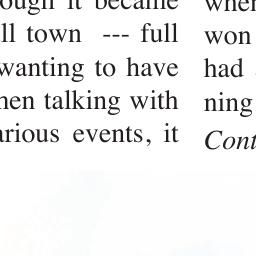 ough it became
ll town --- full
wanting to have
hen talking with
arious events, it
when
won
had
ning
Cont